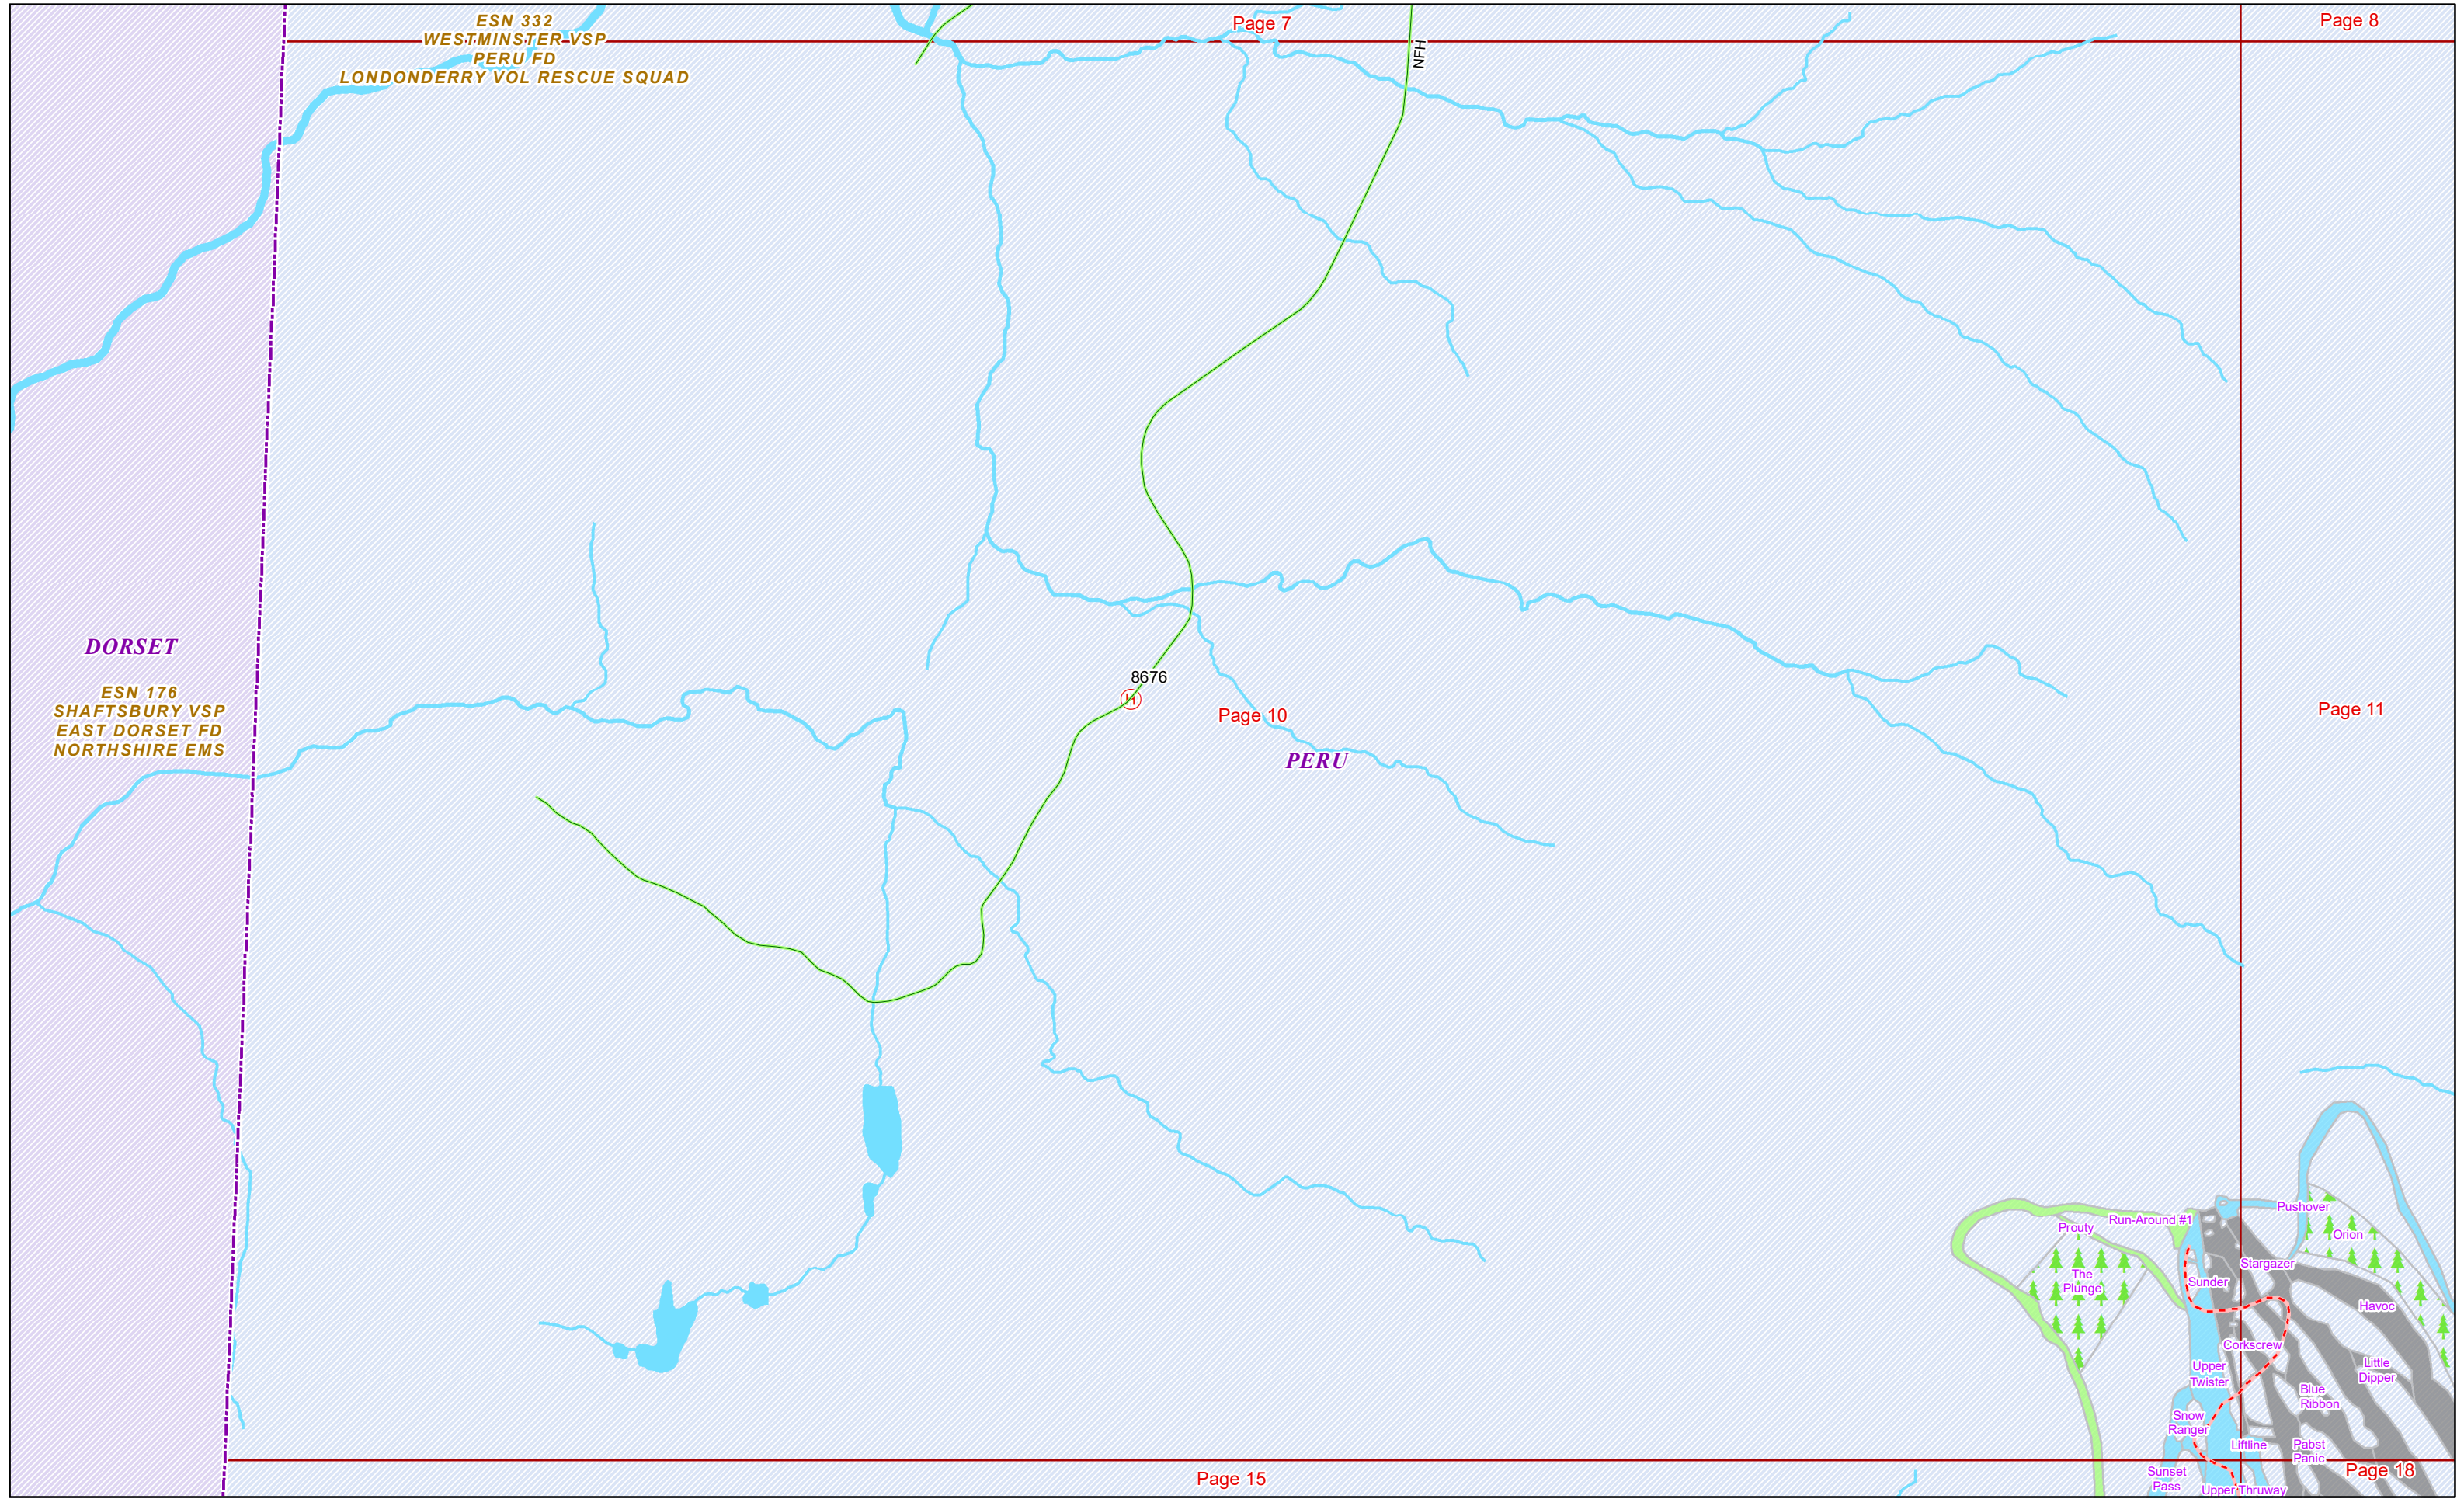 ESN 332
WESTMINSTER VSP
PERU FD
LONDONDERRY VOL RESCUE SQUAD
Page 7
NFH
Page 8
DORSET
ESN 176
SHAFTSBURY VSP
EAST DORSET FD
NORTHSHIRE EMS
8676
H
Page 10
PERU
Page 11
Pushover
Run-Around #1
Prouty
Orion
Stargazer
The
Plunge
Sunder
Havoc
Corkscrew
Upper
Twister
Little
Dipper
Blue
Ribbon
Snow
Ranger
Liftline
Pabst
Panic
Page 15
Sunset
Pass
Page 18
Upper Thruway